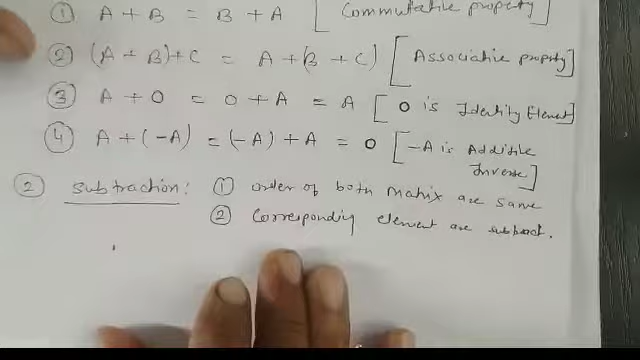 ① A + B = B + A [Commutative property]
② (A + B) + C = A + (B + C) [Associative property]
③ A + 0 = 0 + A = A [0 is Identity Element]
④ A + (-A) = (-A) + A = 0 [-A is Additive Inverse]
② Subtraction: ① order of both Matrix are same
② Corresponding element are subtract.